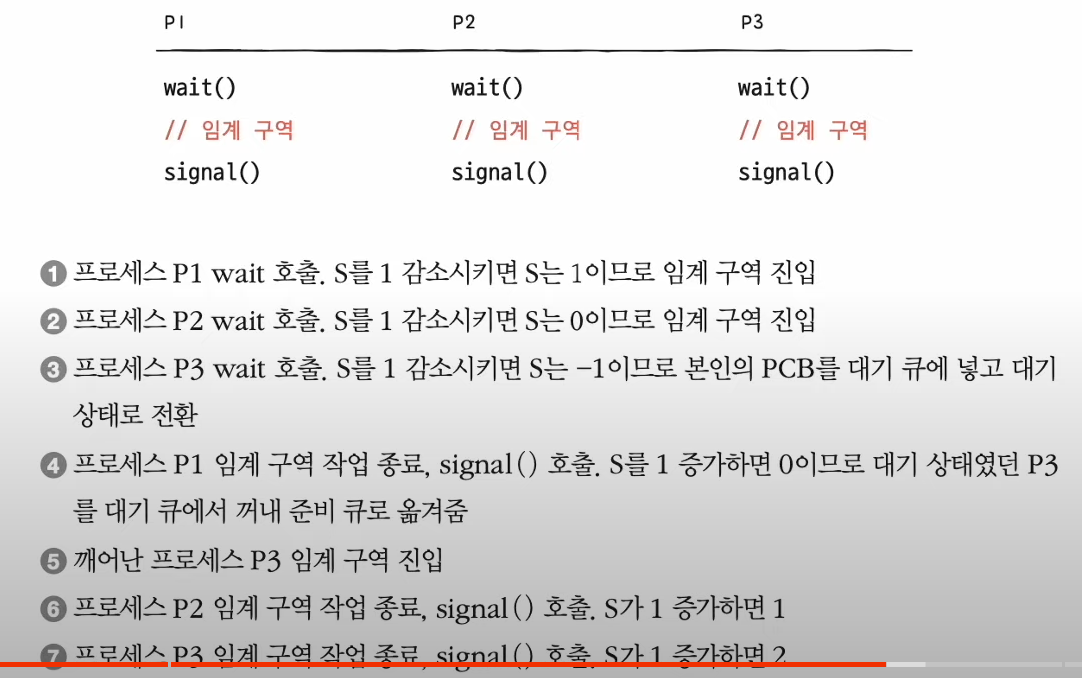 P1 P2 P3
wait() wait() wait()
// 임계 구역 // 임계 구역 // 임계 구역
signal() signal() signal()
1 프로세스 P1 wait 호출. S를 1 감소시키면 S는 1이므로 임계 구역 진입
2 프로세스 P2 wait 호출. S를 1 감소시키면 S는 0이므로 임계 구역 진입
3 프로세스 P3 wait 호출. S를 1 감소시키면 S는 -1이므로 본인의 PCB를 대기 큐에 넣고 대기
상태로 전환
4 프로세스 P1 임계 구역 작업 종료, signal() 호출. S를 1 증가하면 0이므로 대기 상태였던 P3
를 대기 큐에서 꺼내 준비 큐로 옮겨줌
5 깨어난 프로세스 P3 임계 구역 진입
6 프로세스 P2 임계 구역 작업 종료, signal() 호출. S가 1 증가하면 1
7 프로세스 P3 임계 구역 작업 종료, signal() 호출. S가 1 증가하면 2